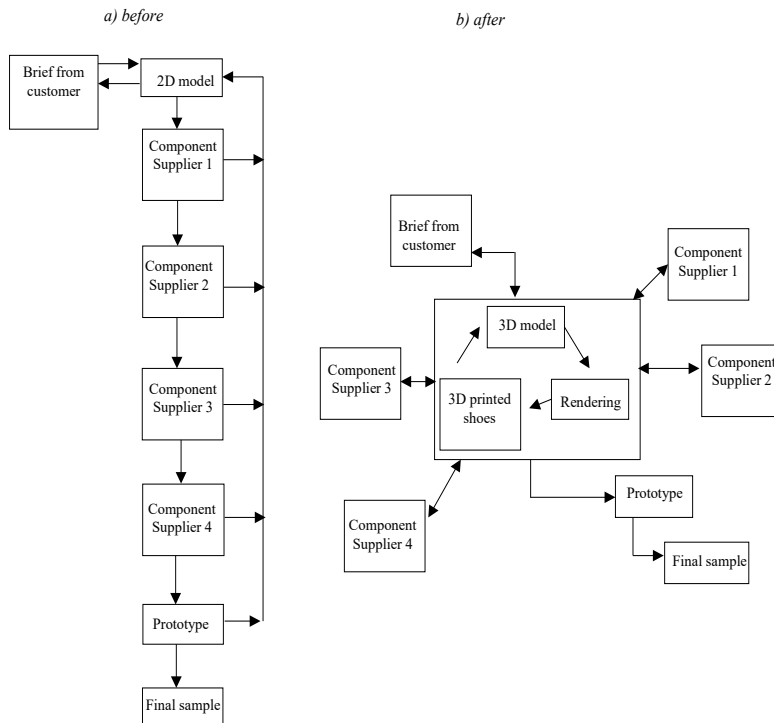 a) before
Brief from
customer
2D model
Component
Supplier 1
Component
Supplier 2
Component
Supplier 3
Component
Supplier 4
Prototype
Final sample
b) after
Brief from
customer
Component
Supplier 1
3D model
Component
Supplier 3
3D printed
shoes
Rendering
Component
Supplier 2
Component
Supplier 4
Prototype
Final sample